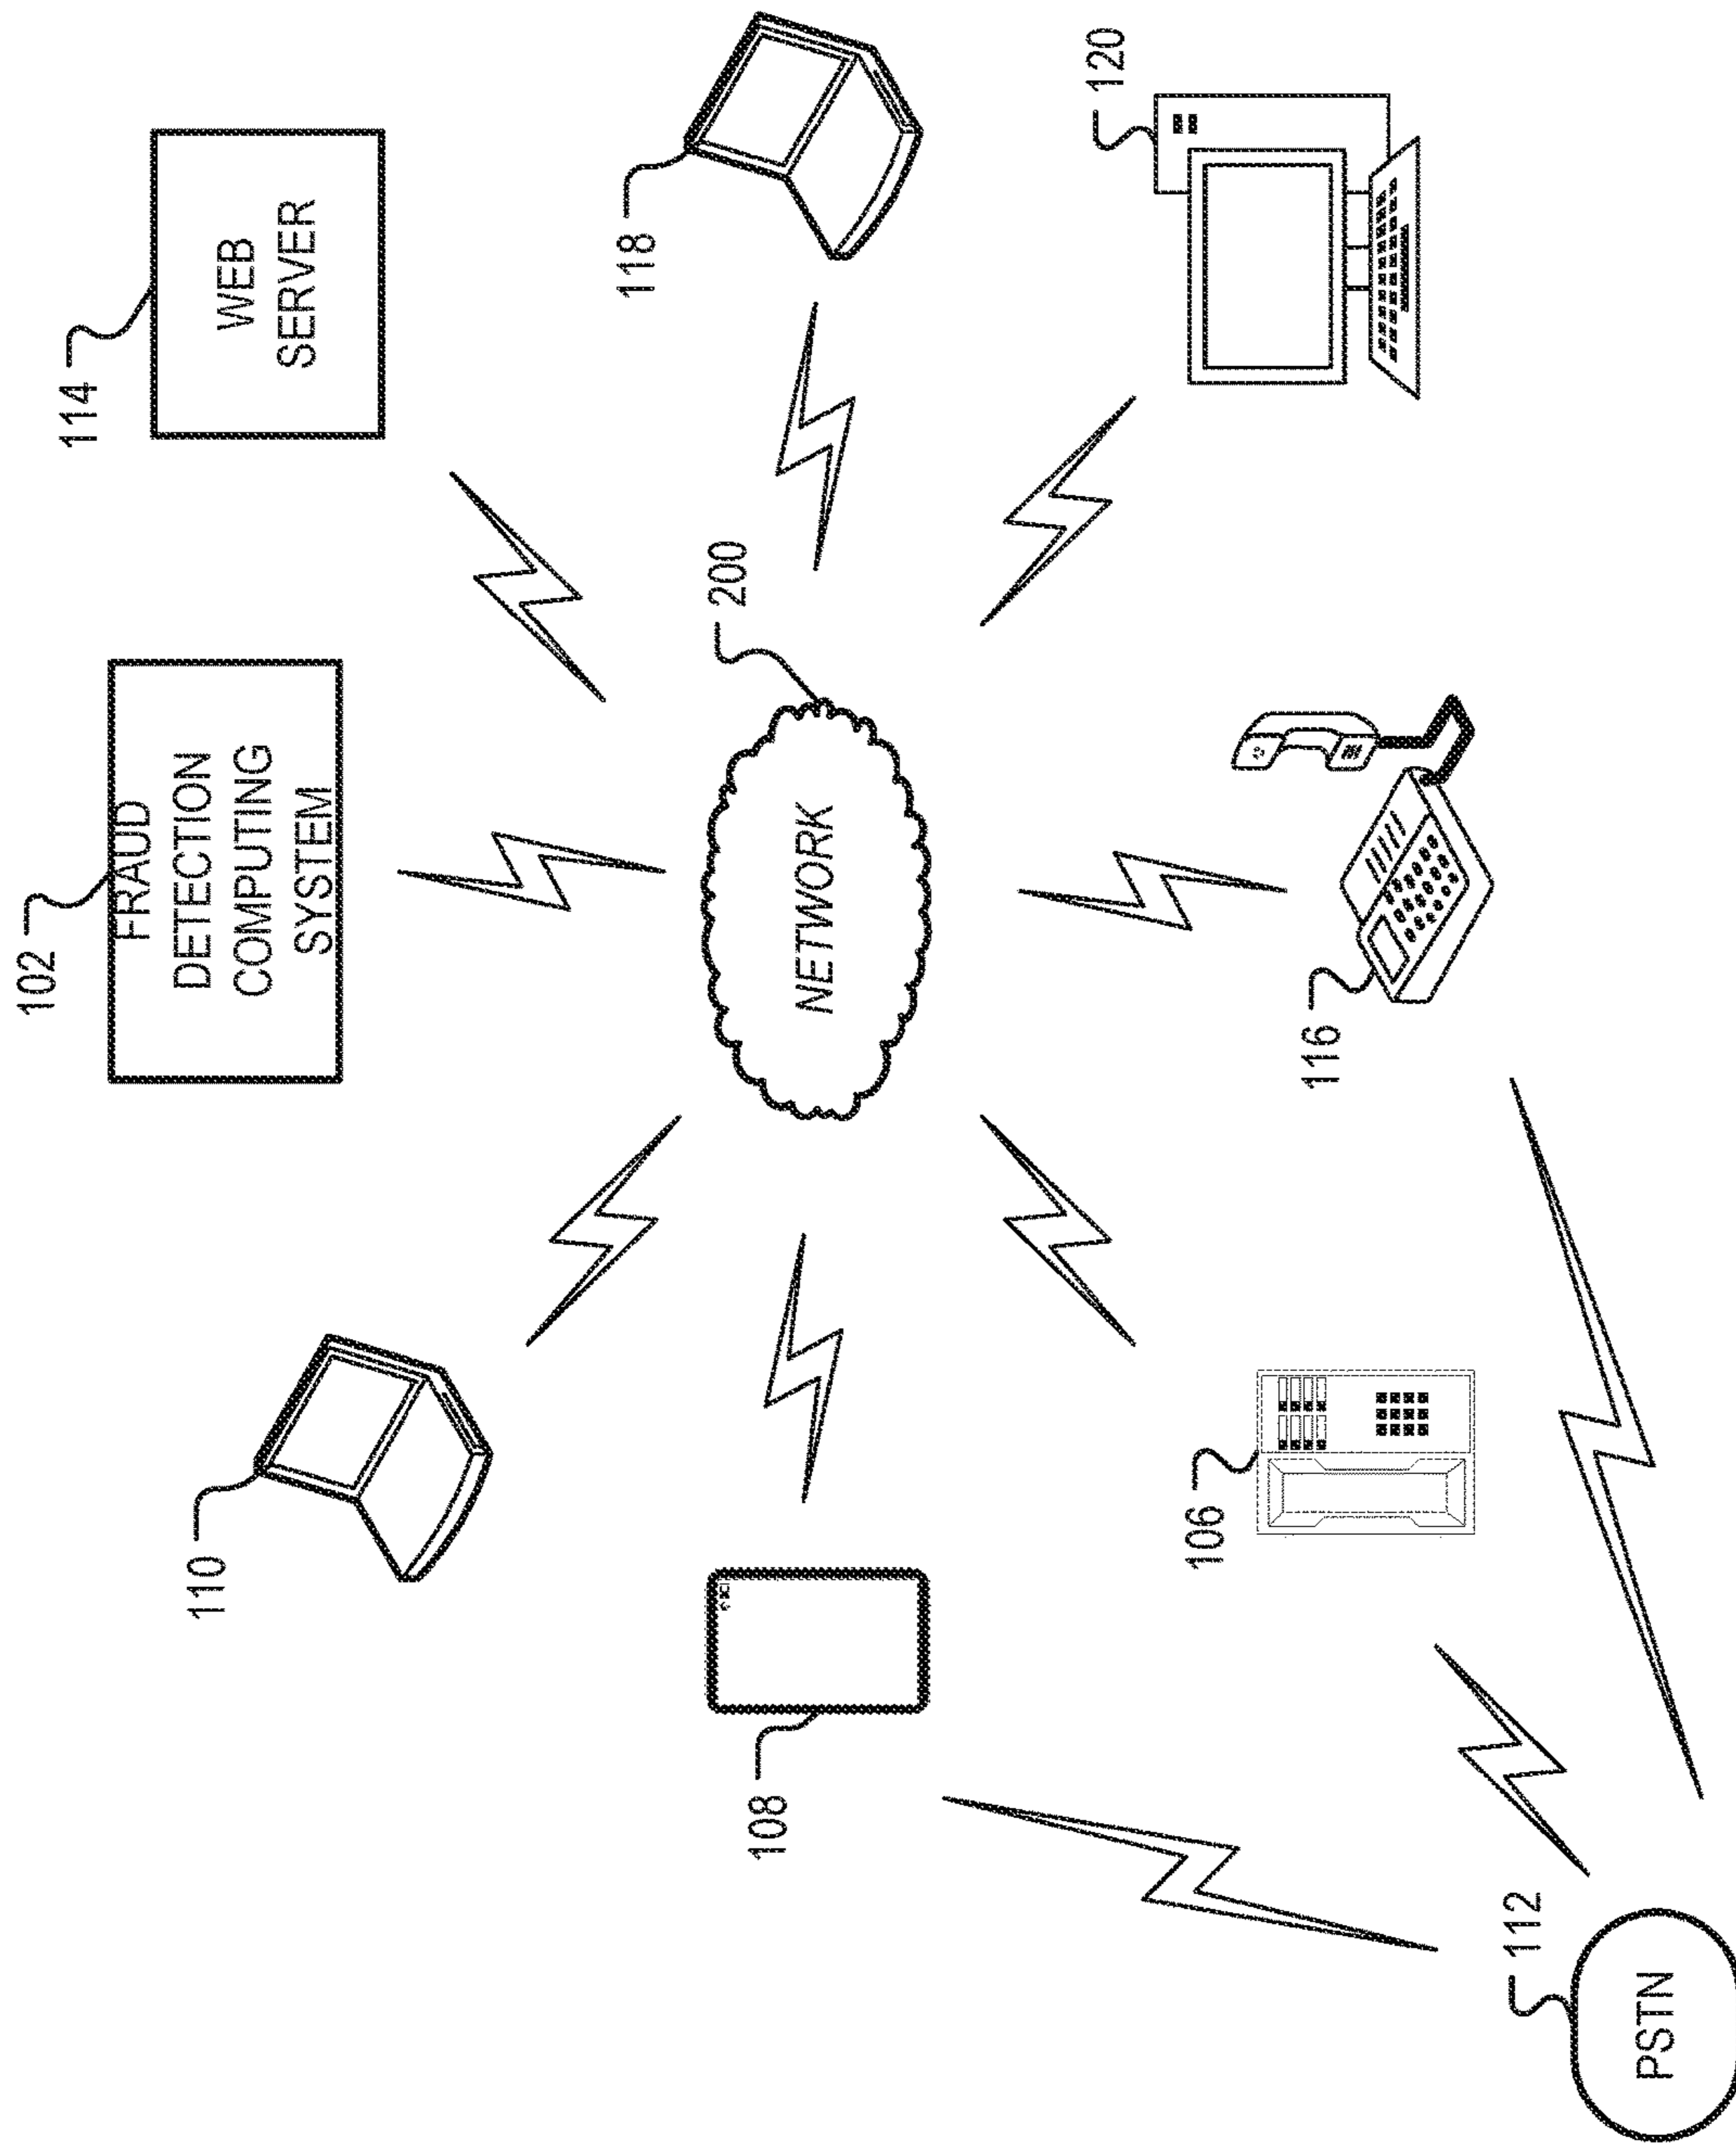 102
FRAUD
DETECTION
COMPUTING
SYSTEM
114
WEB
SERVER
110
118
200
NETWORK
108
120
106
116
112
PSTN